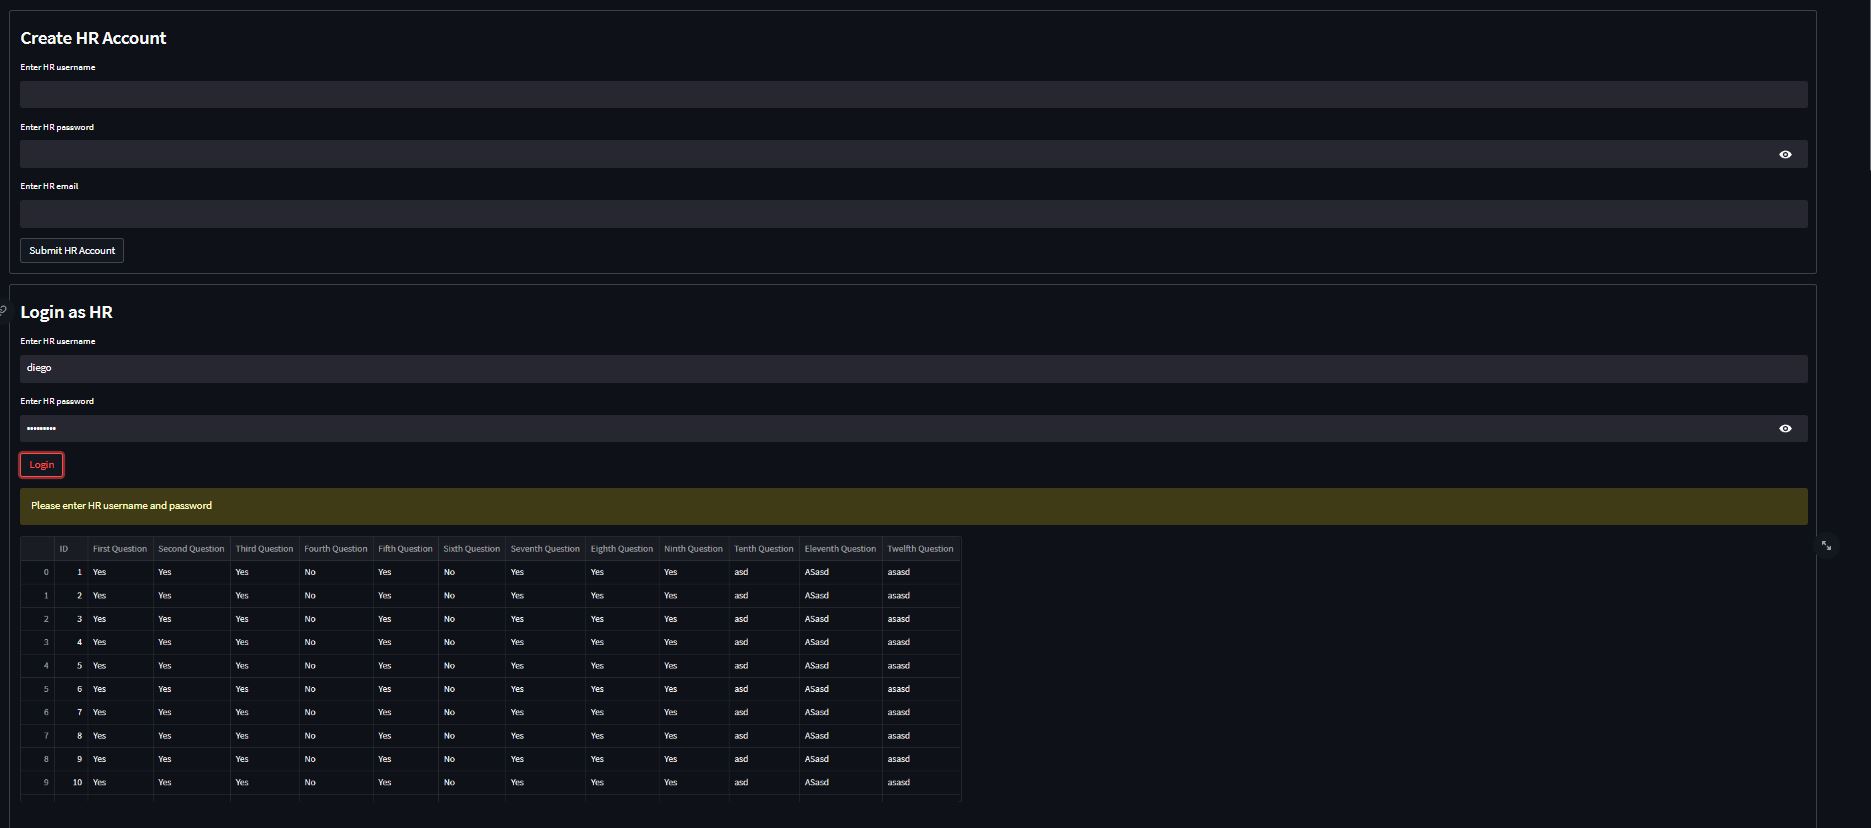 Create HR Account
Enter HR username
Enter HR password
Enter HR email
Submit HR Account
Login as HR
Enter HR username
diego
Enter HR password
•••••••••
Login
Please enter HR username and password
ID First Question Second Question Third Question Fourth Question Fifth Question Sixth Question Seventh Question Eighth Question Ninth Question Tenth Question Eleventh Question Twelfth Question
0 1 Yes Yes Yes No Yes No Yes Yes Yes asd ASasd asasd
1 2 Yes Yes Yes No Yes No Yes Yes Yes asd ASasd asasd
2 3 Yes Yes Yes No Yes No Yes Yes Yes asd ASasd asasd
3 4 Yes Yes Yes No Yes No Yes Yes Yes asd ASasd asasd
4 5 Yes Yes Yes No Yes No Yes Yes Yes asd ASasd asasd
5 6 Yes Yes Yes No Yes No Yes Yes Yes asd ASasd asasd
6 7 Yes Yes Yes No Yes No Yes Yes Yes asd ASasd asasd
7 8 Yes Yes Yes No Yes No Yes Yes Yes asd ASasd asasd
8 9 Yes Yes Yes No Yes No Yes Yes Yes asd ASasd asasd
9 10 Yes Yes Yes No Yes No Yes Yes Yes asd ASasd asasd